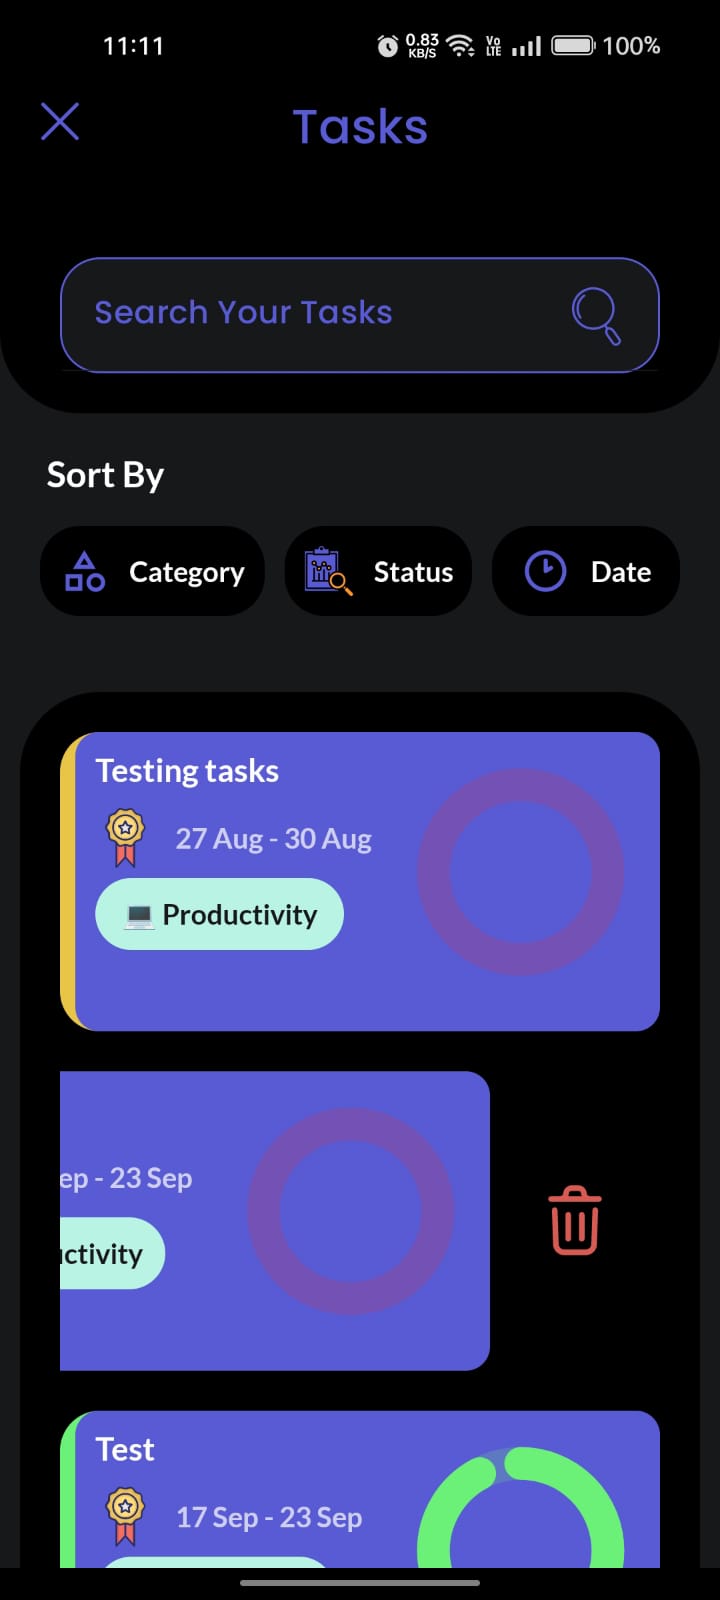 11:11 0.83 KB/S Vo LTE 100%
Tasks
Search Your Tasks
Sort By
Category Status Date
Testing tasks
27 Aug - 30 Aug
💻 Productivity
ep - 23 Sep
uctivity
Test
17 Sep - 23 Sep